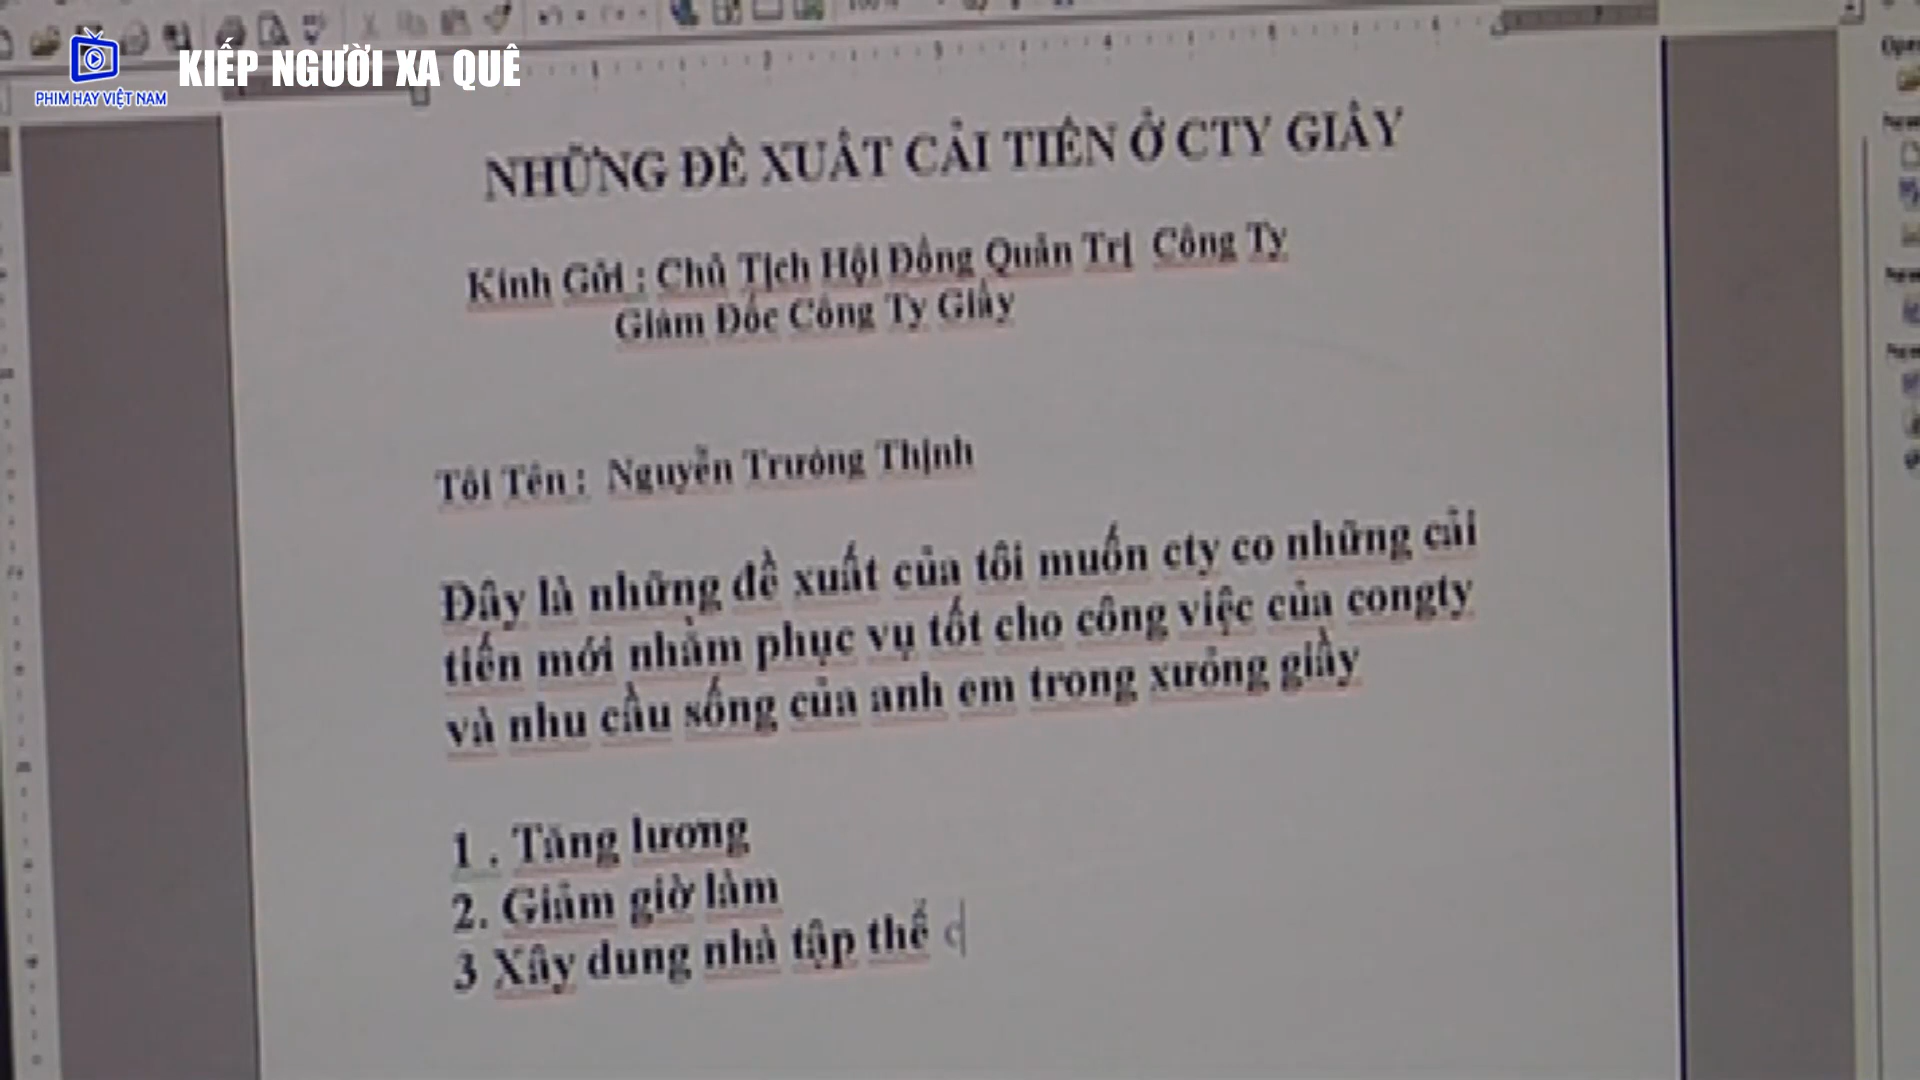 KIẾP NGƯỜI XA QUÊ
PHIM HAY VIỆT NAM
NHỮNG ĐỀ XUẤT CẢI TIẾN Ở CTY GIẦY
Kính Gửi : Chủ Tịch Hội Đồng Quản Trị Công Ty
Giám Đốc Công Ty Giầy
Tôi Tên : Nguyễn Trường Thịnh
Đây là những đề xuất của tôi muốn cty co những cải
tiến mới nhằm phục vụ tốt cho công việc của congty
và nhu cầu sống của anh em trong xưởng giầy
1 . Tăng lương
2. Giảm giờ làm
3 Xây dung nhà tập thể c